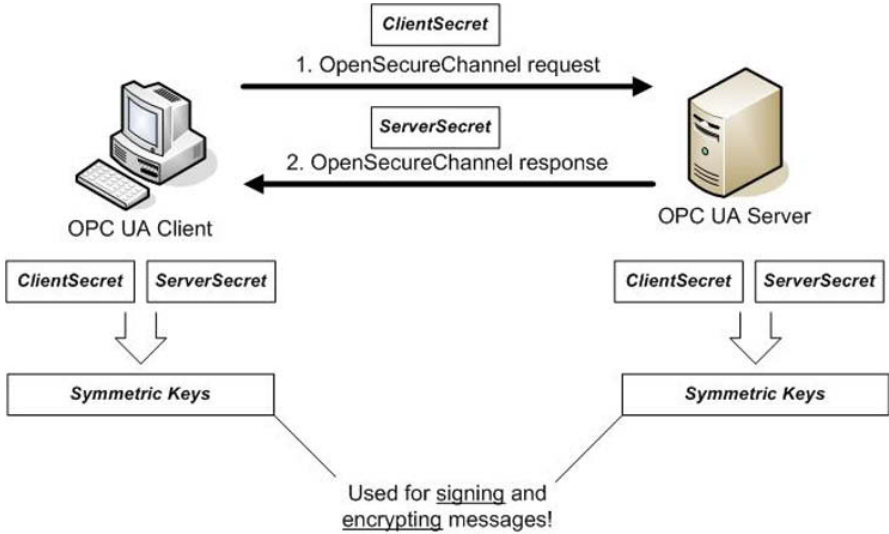 ClientSecret
1. OpenSecureChannel request
ServerSecret
2. OpenSecureChannel response
OPC UA Client
OPC UA Server
ClientSecret ServerSecret
ClientSecret ServerSecret
Symmetric Keys
Symmetric Keys
Used for signing and
encrypting messages!